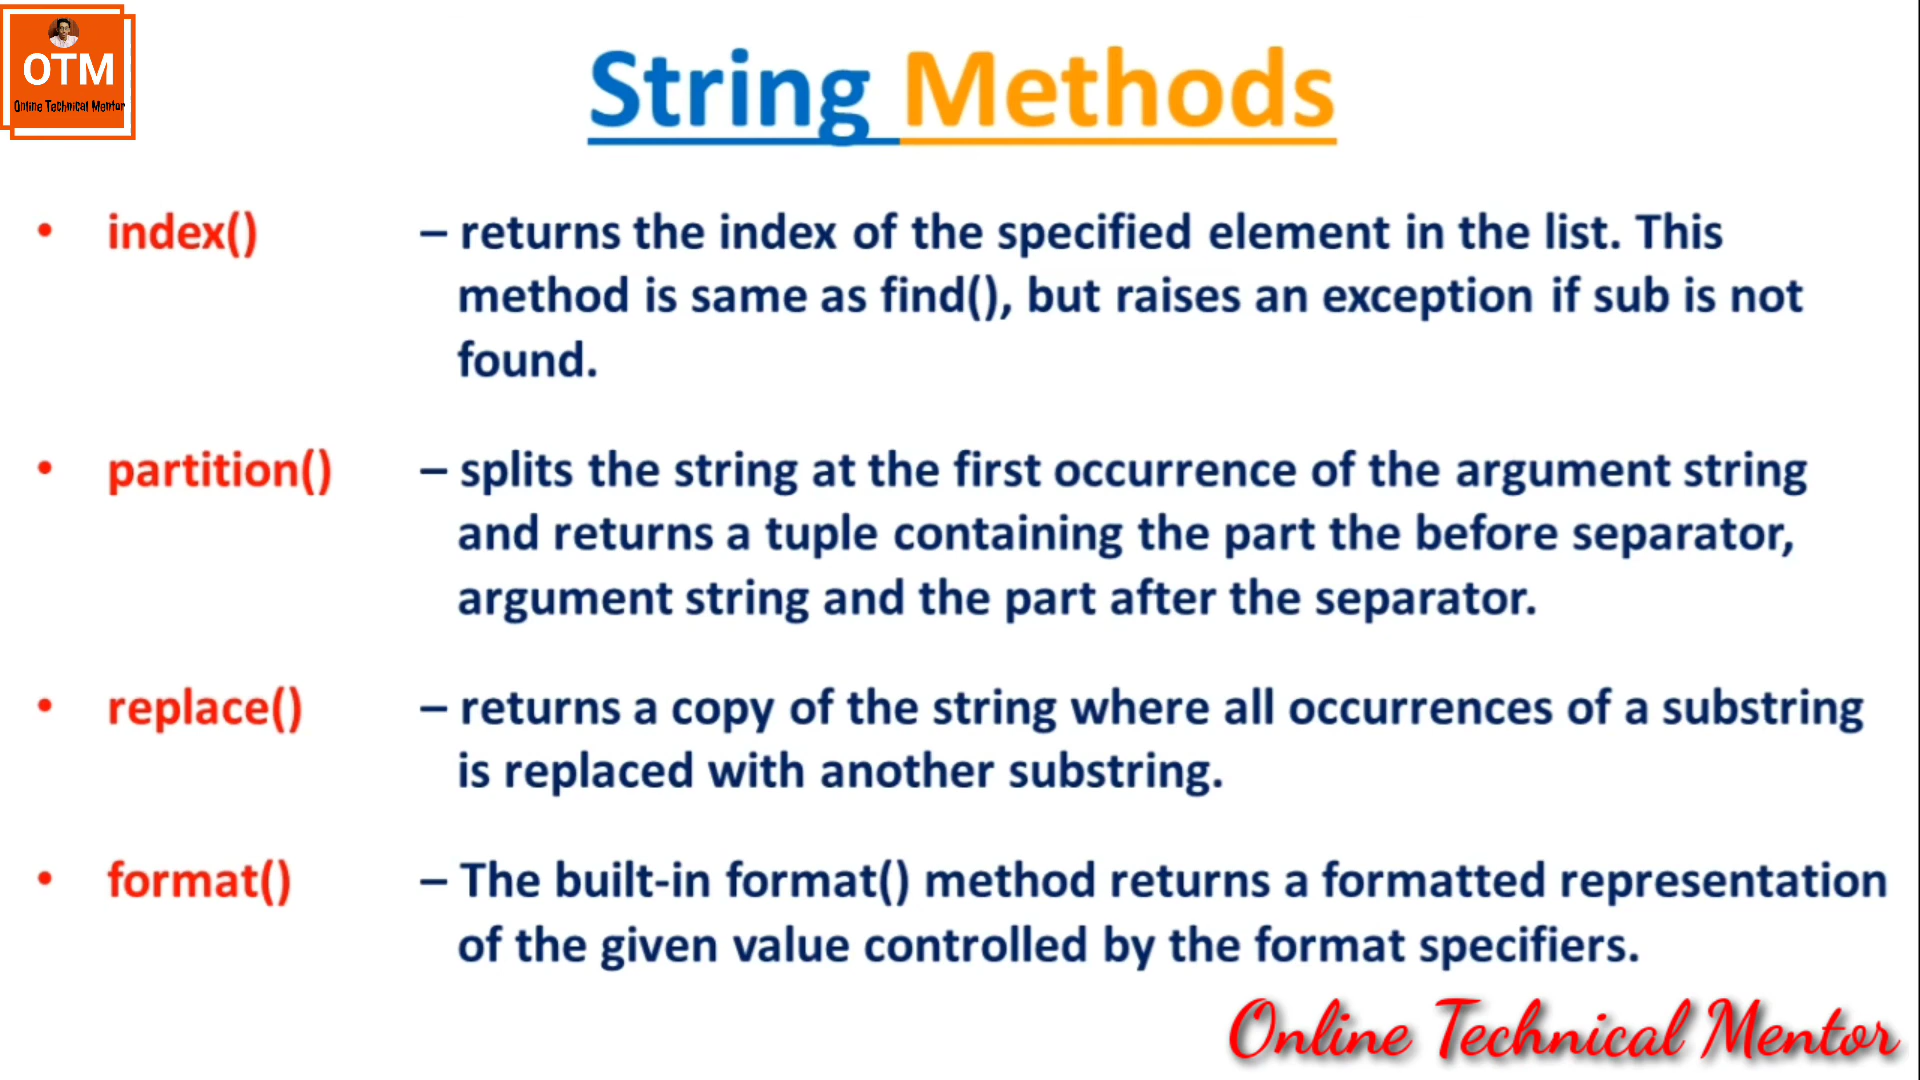 OTM
Online Technical Mentor
String Methods
• index() – returns the index of the specified element in the list. This
method is same as find(), but raises an exception if sub is not
found.
• partition() – splits the string at the first occurrence of the argument string
and returns a tuple containing the part the before separator,
argument string and the part after the separator.
• replace() – returns a copy of the string where all occurrences of a substring
is replaced with another substring.
• format() – The built-in format() method returns a formatted representation
of the given value controlled by the format specifiers.
Online Technical Mentor